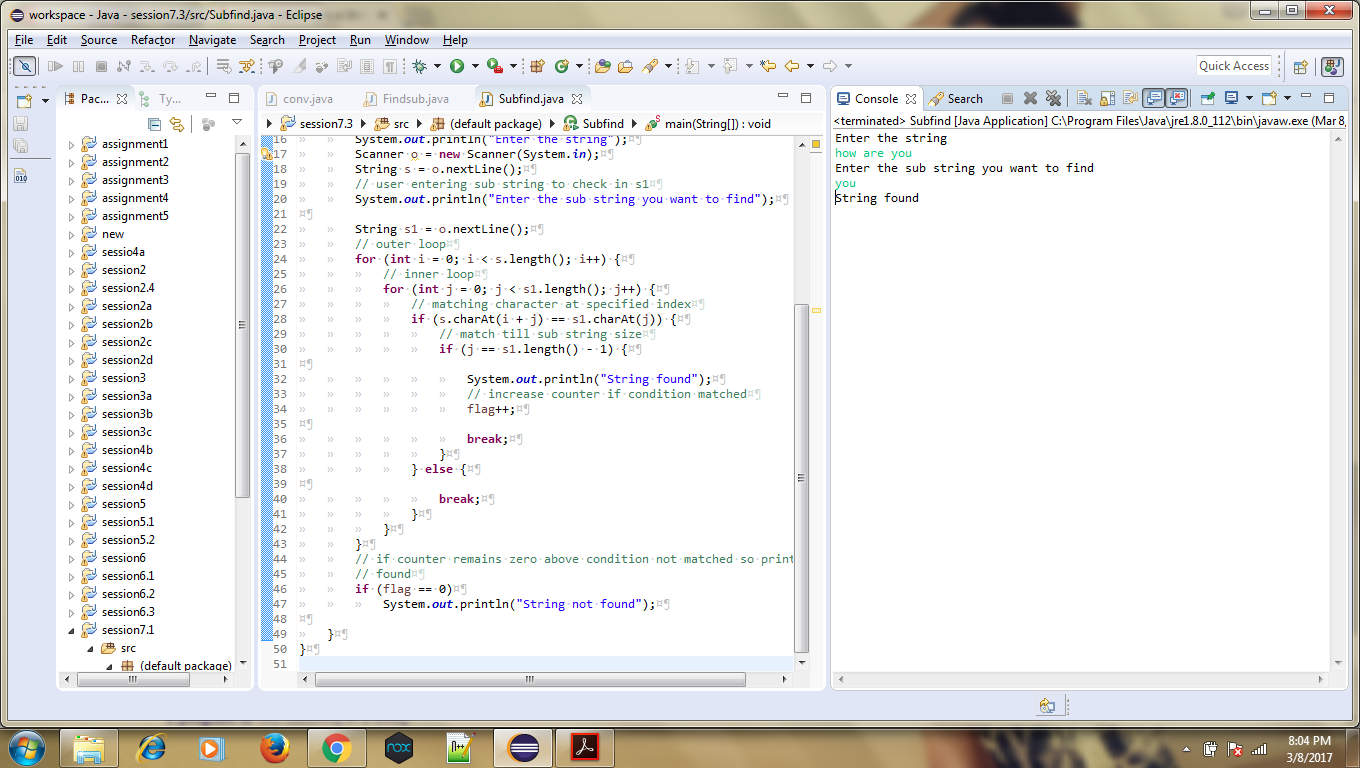 workspace - Java - session7.3/src/Subfind.java - Eclipse
File Edit Source Refactor Navigate Search Project Run Window Help
Quick Access
Pac... Ty...
conv.java Findsub.java Subfind.java
Console Search
session7.3 src (default package) Subfind main(String[]) : void
<terminated> Subfind [Java Application] C:\Program Files\Java\jre1.8.0_112\bin\javaw.exe (Mar 8,
assignment1
assignment2
assignment3
assignment4
assignment5
new
sessio4a
session2
session2.4
session2a
session2b
session2c
session2d
session3
session3a
session3b
session3c
session4b
session4c
session4d
session5
session5.1
session5.2
session6
session6.1
session6.2
session6.3
session7.1
src
(default package)
16 System.out.println("Enter the string");
17 Scanner o = new Scanner(System.in);
18 String s = o.nextLine();
19 // user entering sub string to check in s1
20 System.out.println("Enter the sub string you want to find");
21
22 String s1 = o.nextLine();
23 // outer loop
24 for (int i = 0; i < s.length(); i++) {
25 // inner loop
26 for (int j = 0; j < s1.length(); j++) {
27 // matching character at specified index
28 if (s.charAt(i + j) == s1.charAt(j)) {
29 // match till sub string size
30 if (j == s1.length() - 1) {
31
32 System.out.println("String found");
33 // increase counter if condition matched
34 flag++;
35
36 break;
37 }
38 } else {
39
40 break;
41 }
42 }
43 }
44 // if counter remains zero above condition not matched so print
45 // found
46 if (flag == 0)
47 System.out.println("String not found");
48
49 }
50 }
51
Enter the string
how are you
Enter the sub string you want to find
you
String found
8:04 PM
3/8/2017